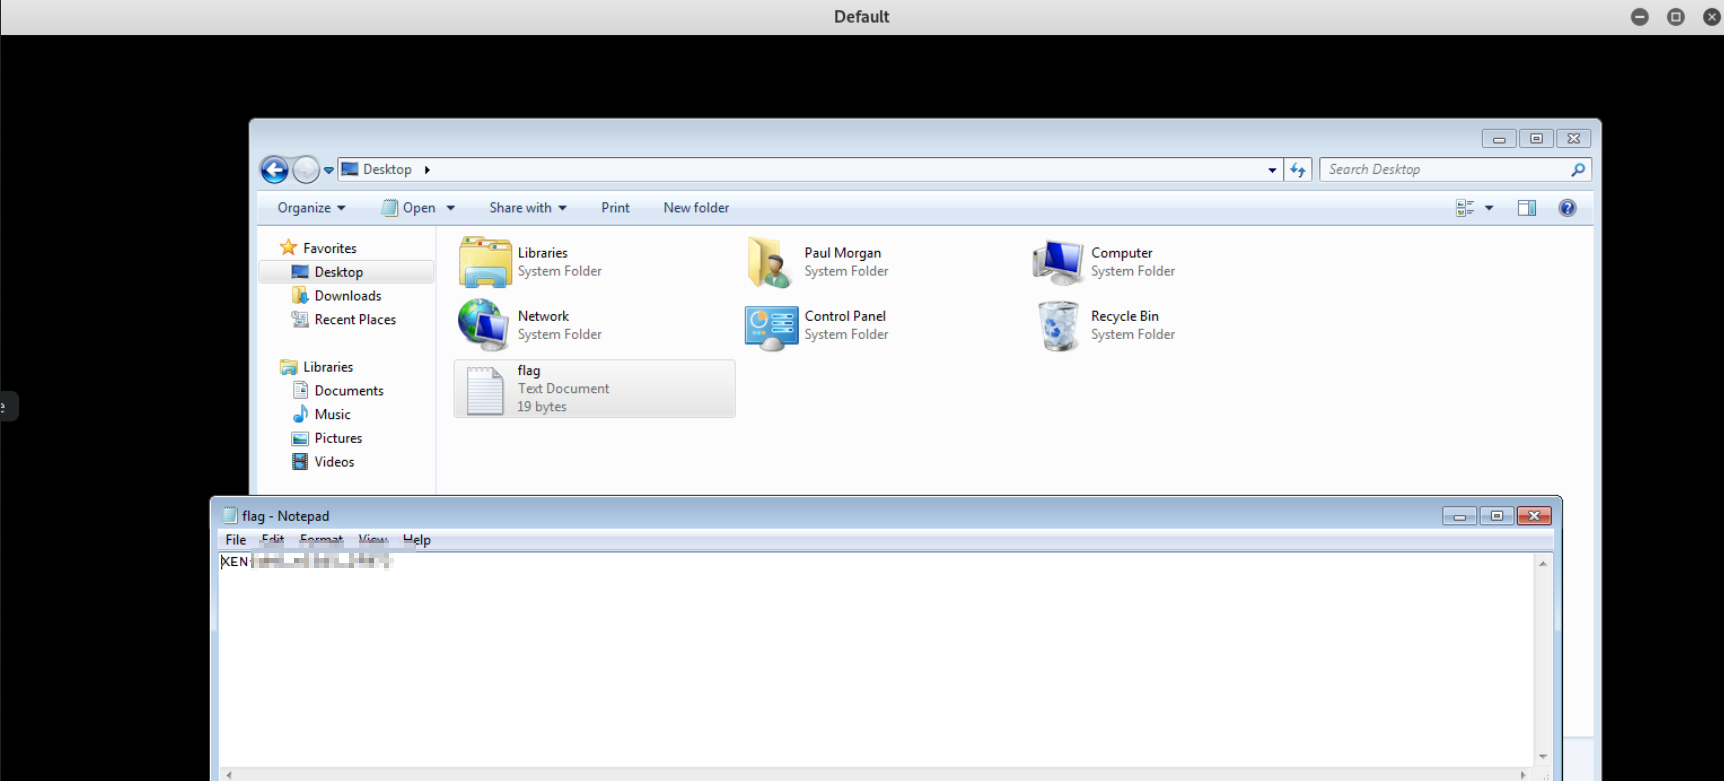 Default
Desktop
Search Desktop
Organize Open Share with Print New folder
Favorites
Desktop
Downloads
Recent Places
Libraries
Documents
Music
Pictures
Videos
Libraries
System Folder
Paul Morgan
System Folder
Computer
System Folder
Network
System Folder
Control Panel
System Folder
Recycle Bin
System Folder
flag
Text Document
19 bytes
e
flag - Notepad
File Edit Format View Help
XEN